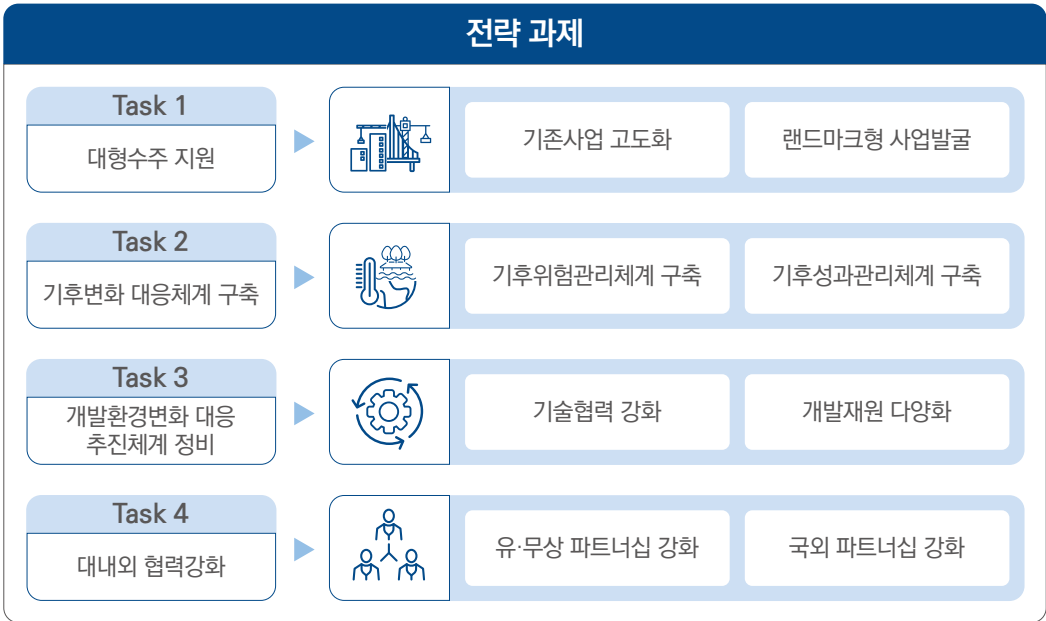 전략 과제
Task 1
대형수주 지원
기존사업 고도화
랜드마크형 사업발굴
Task 2
기후변화 대응체계 구축
기후위험관리체계 구축
기후성과관리체계 구축
Task 3
개발환경변화 대응
추진체계 정비
기술협력 강화
개발재원 다양화
Task 4
대내외 협력강화
유·무상 파트너십 강화
국외 파트너십 강화